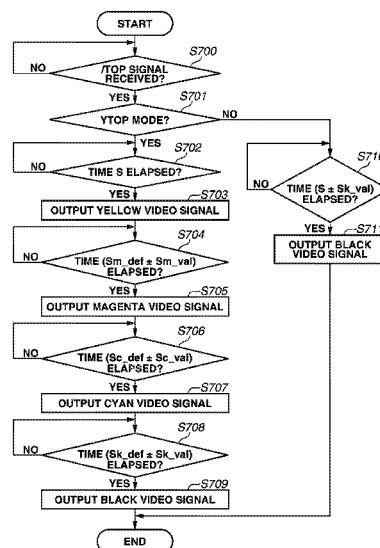 START
S700
/TOP SIGNAL
RECEIVED?
NO
YES
S701
YTOP MODE?
NO
YES
S702
TIME S ELAPSED?
NO
YES
S703
OUTPUT YELLOW VIDEO SIGNAL
S704
TIME (Sm_def ± Sm_val)
ELAPSED?
NO
YES
S705
OUTPUT MAGENTA VIDEO SIGNAL
S706
TIME (Sc_def ± Sc_val)
ELAPSED?
NO
YES
S707
OUTPUT CYAN VIDEO SIGNAL
S708
TIME (Sk_def ± Sk_val)
ELAPSED?
NO
YES
S709
OUTPUT BLACK VIDEO SIGNAL
S710
TIME (S ± Sk_val)
ELAPSED?
NO
YES
S711
OUTPUT BLACK
VIDEO SIGNAL
END